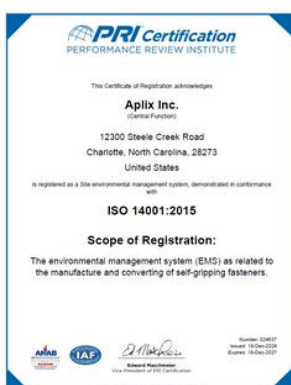 PRI Certification
PERFORMANCE REVIEW INSTITUTE
This Certificate of Registration acknowledges
Aplix Inc.
(Central Function)
12300 Steele Creek Road
Charlotte, North Carolina, 28273
United States
is registered as a Site environmental management system, demonstrated in conformance
with
ISO 14001:2015
Scope of Registration:
The environmental management system (EMS) as related to
the manufacture and converting of self-gripping fasteners.
ANAB
IAF
Edward Maschmeier
Vice President of PRI Certification
Issued: 19-Dec-2024
Expires: 18-Dec-2027